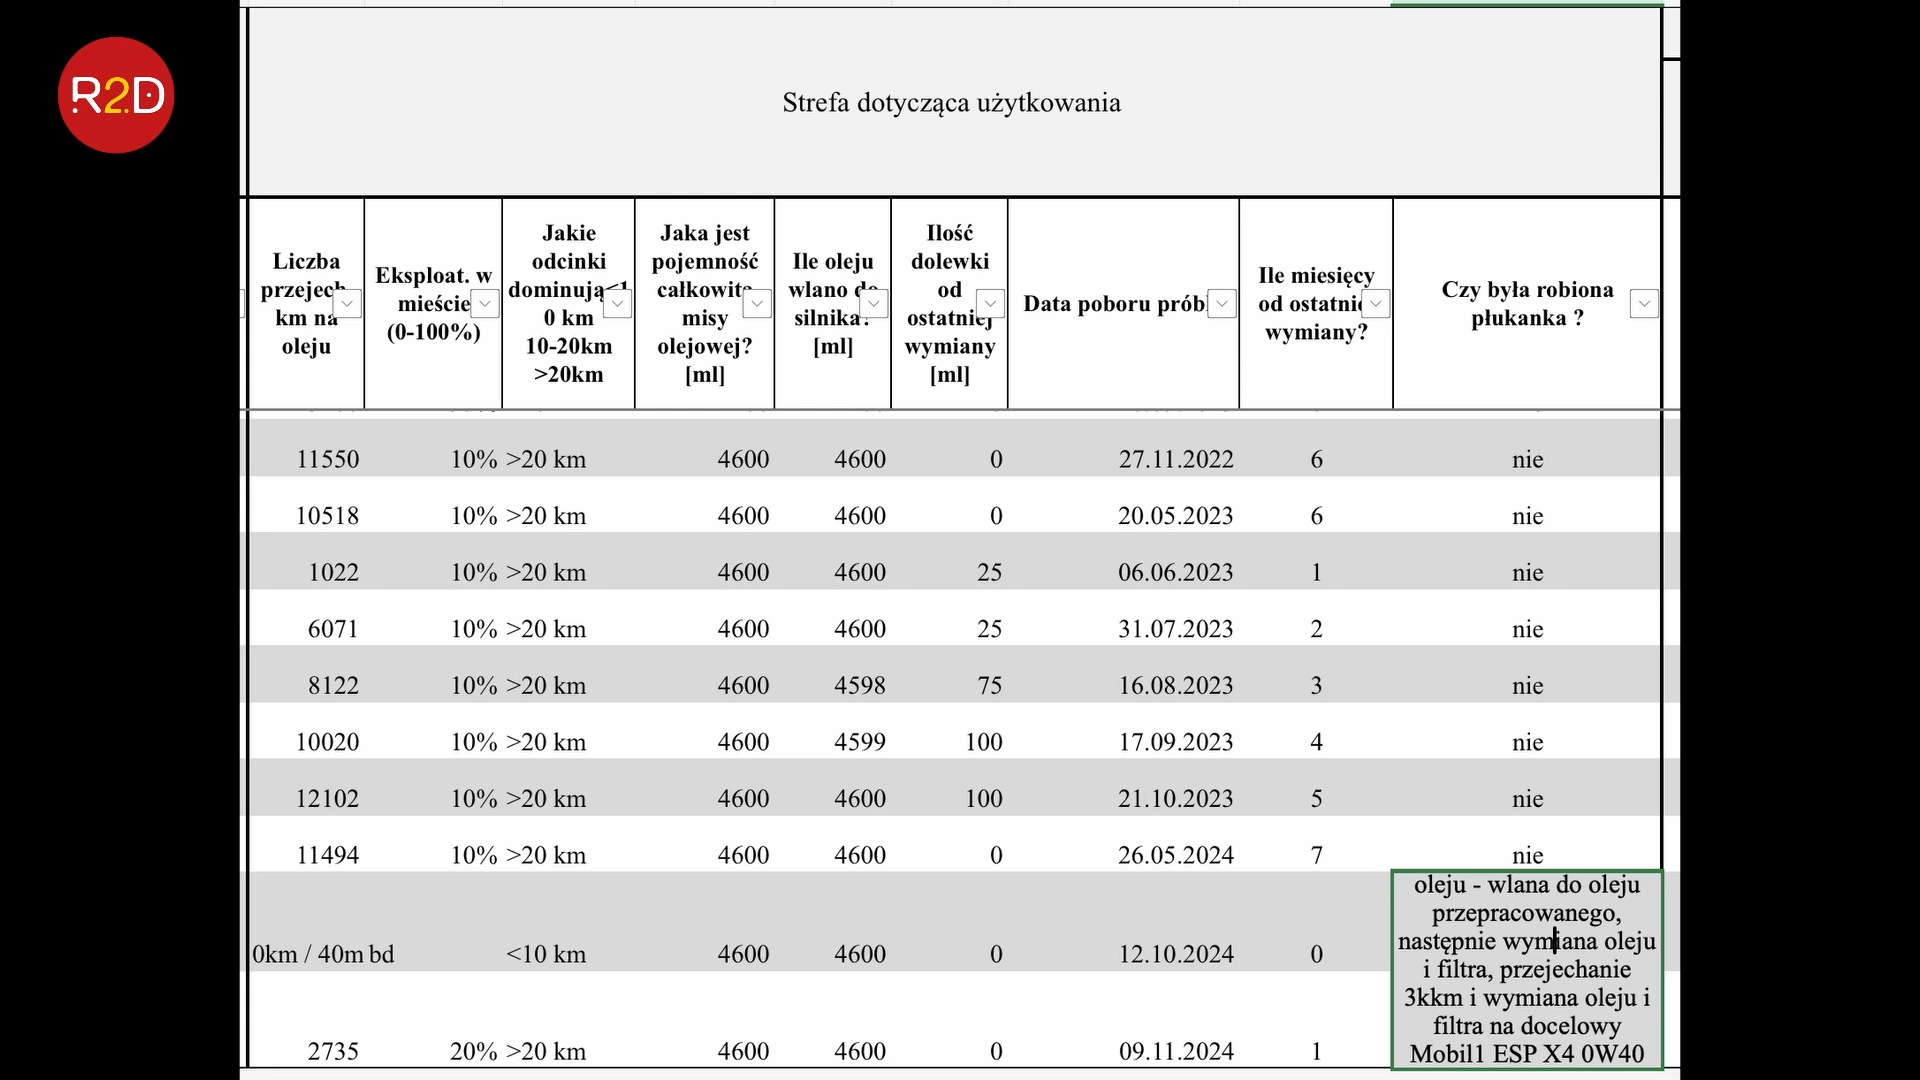 R2D
Strefa dotycząca użytkowania
Liczba
przejech
km na
oleju
Eksploat. w
mieście
(0-100%)
Jakie
odcinki
dominują<1
0 km
10-20km
>20km
Jaka jest
pojemność
całkowita
misy
olejowej?
[ml]
Ile oleju
wlano do
silnika?
[ml]
Ilość
dolewki
od
ostatniej
wymiany
[ml]
Data poboru prób
Ile miesięcy
od ostatnie
wymiany?
Czy była robiona
płukanka ?
11550 10% >20 km 4600 4600 0 27.11.2022 6 nie
10518 10% >20 km 4600 4600 0 20.05.2023 6 nie
1022 10% >20 km 4600 4600 25 06.06.2023 1 nie
6071 10% >20 km 4600 4600 25 31.07.2023 2 nie
8122 10% >20 km 4600 4598 75 16.08.2023 3 nie
10020 10% >20 km 4600 4599 100 17.09.2023 4 nie
12102 10% >20 km 4600 4600 100 21.10.2023 5 nie
11494 10% >20 km 4600 4600 0 26.05.2024 7 nie
0km / 40m bd <10 km 4600 4600 0 12.10.2024 0
oleju - wlana do oleju
przepracowanego,
następnie wymiana oleju
i filtra, przejechanie
3kkm i wymiana oleju i
filtra na docelowy
Mobil1 ESP X4 0W40
2735 20% >20 km 4600 4600 0 09.11.2024 1